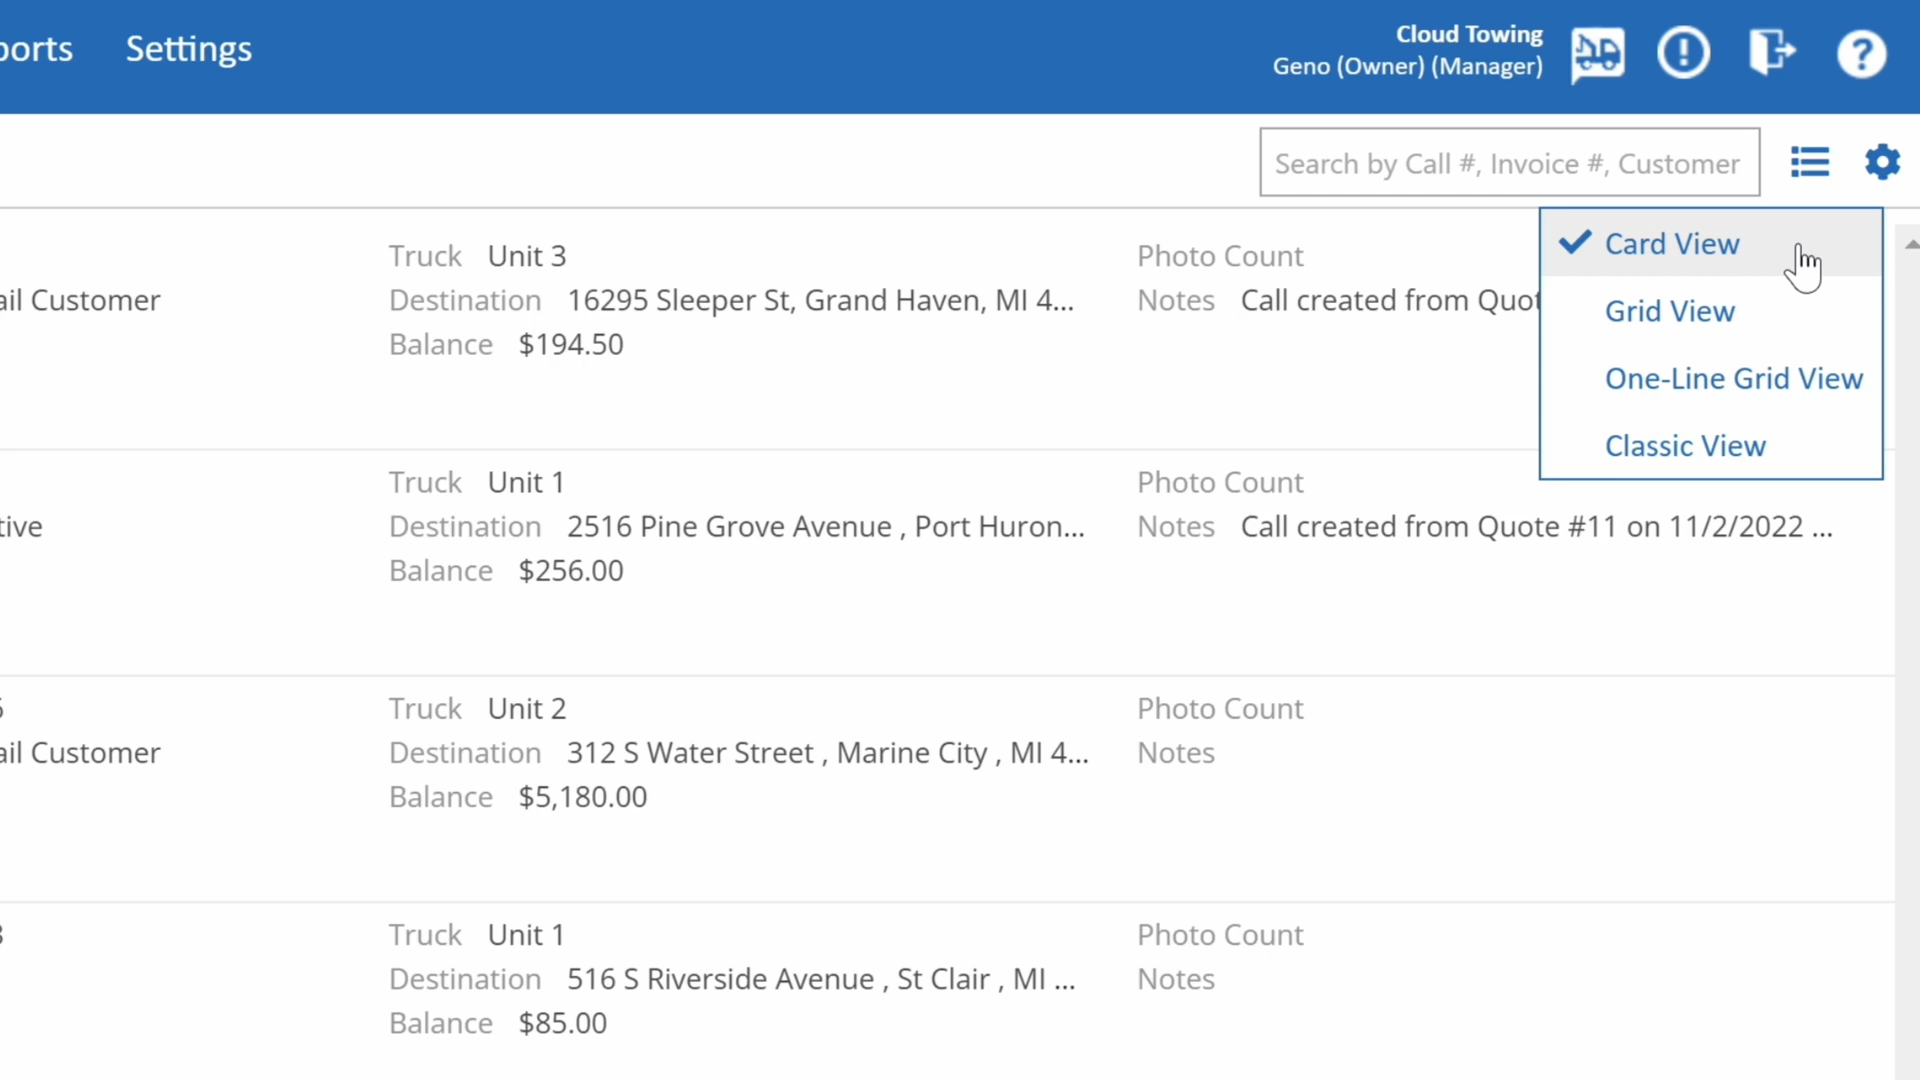 ports Settings
Cloud Towing
Geno (Owner) (Manager)
Search by Call #, Invoice #, Customer
Card View
Grid View
One-Line Grid View
Classic View
Truck Unit 3 Photo Count
ail Customer Destination 16295 Sleeper St, Grand Haven, MI 4... Notes Call created from Quot
Balance $194.50
Truck Unit 1 Photo Count
tive Destination 2516 Pine Grove Avenue , Port Huron... Notes Call created from Quote #11 on 11/2/2022 ...
Balance $256.00
Truck Unit 2 Photo Count
ail Customer Destination 312 S Water Street , Marine City , MI 4... Notes
Balance $5,180.00
Truck Unit 1 Photo Count
Destination 516 S Riverside Avenue , St Clair , MI ... Notes
Balance $85.00